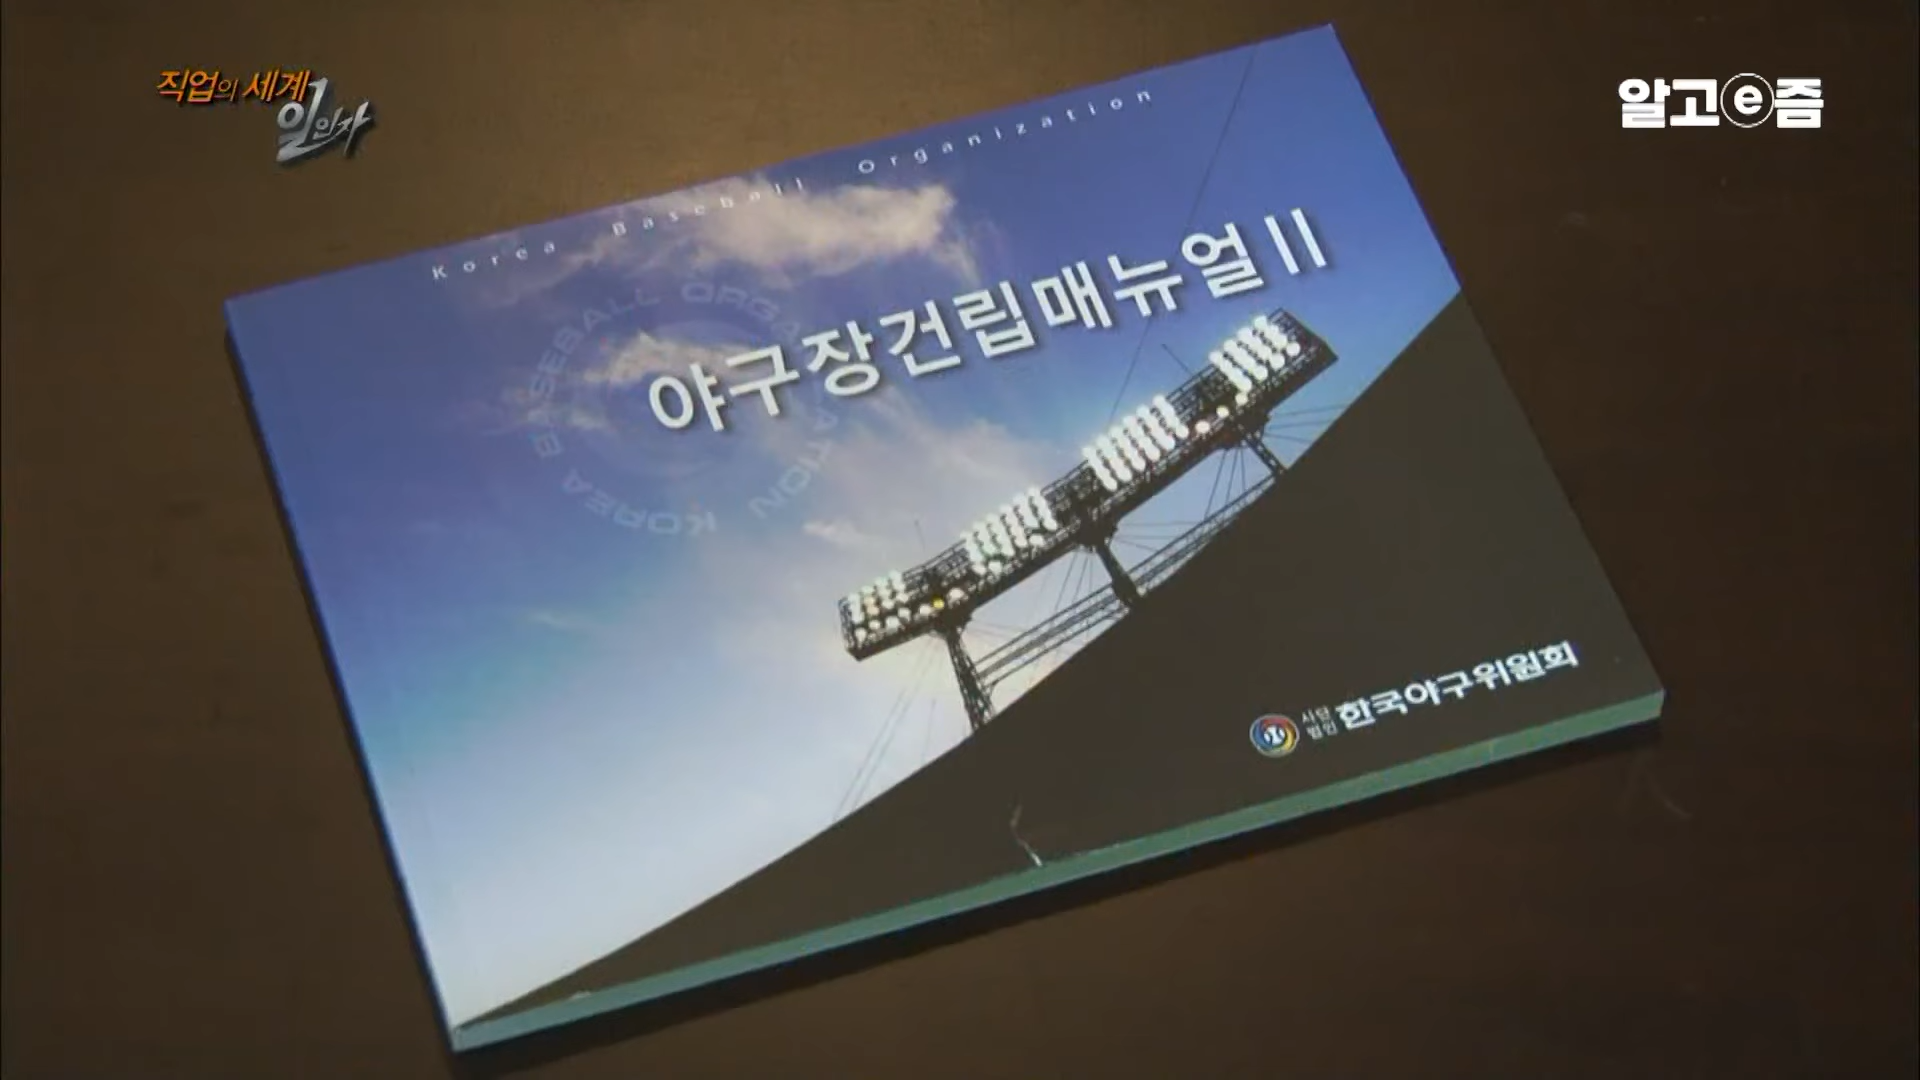 직업의 세계
일인자
알고e즘
Korea Baseball Organization
야구장건립매뉴얼 II
KOREA BASEBALL ORGANIZATION
사단
법인
한국야구위원회